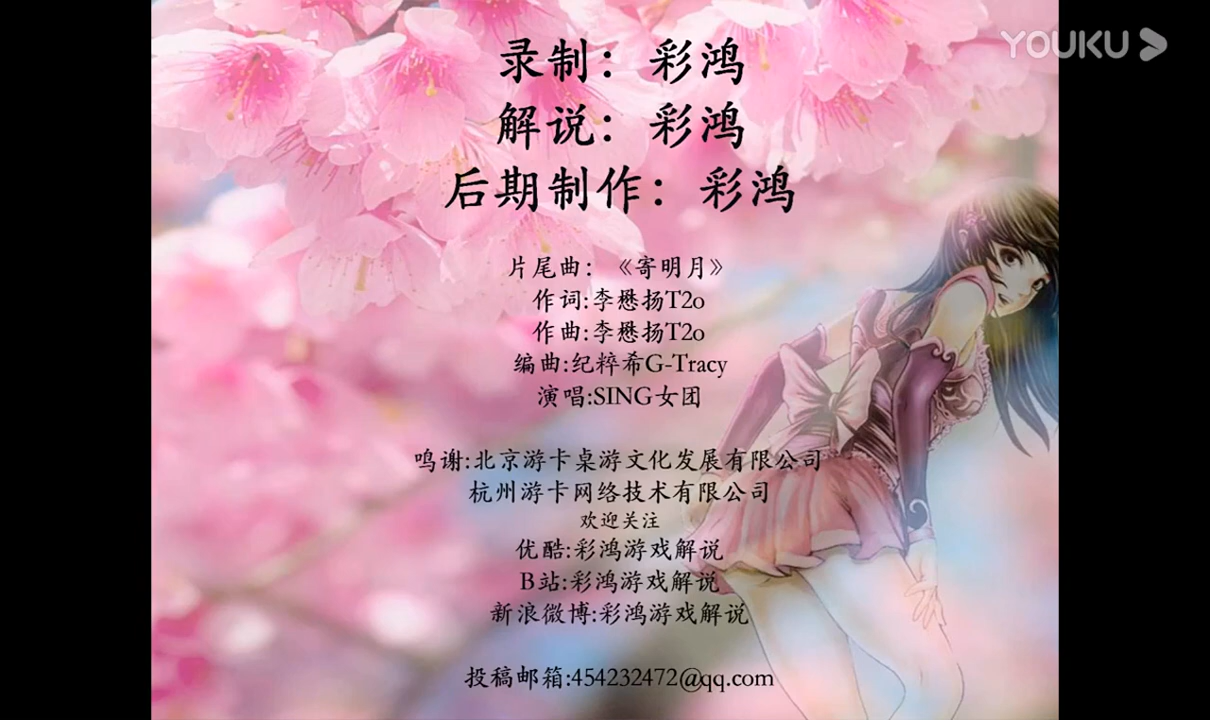 YOUKU
录制：彩鸿
解说：彩鸿
后期制作：彩鸿
片尾曲：《寄明月》
作词:李懋扬T2o
作曲:李懋扬T2o
编曲:纪粹希G-Tracy
演唱:SING女团
鸣谢:北京游卡桌游文化发展有限公司
杭州游卡网络技术有限公司
欢迎关注
优酷:彩鸿游戏解说
B站:彩鸿游戏解说
新浪微博:彩鸿游戏解说
投稿邮箱:454232472@qq.com